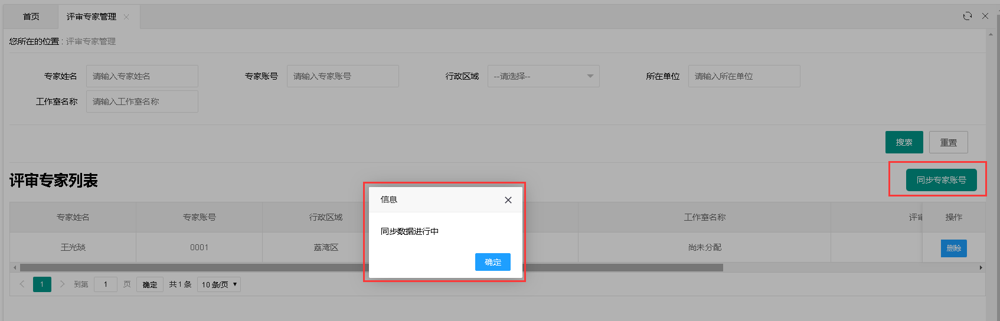 首页 评审专家管理
您所在的位置 : 评审专家管理
专家姓名 请输入专家姓名 专家账号 请输入专家账号 行政区域 --请选择-- 所在单位 请输入所在单位
工作室名称 请输入工作室名称
搜索 重置
评审专家列表 同步专家账号
信息
同步数据进行中
确定
专家姓名 专家账号 行政区域 工作室名称 评审 操作
王光琰 0001 荔湾区 尚未分配 删除
1 到第 1 页 确定 共 1 条 10 条/页